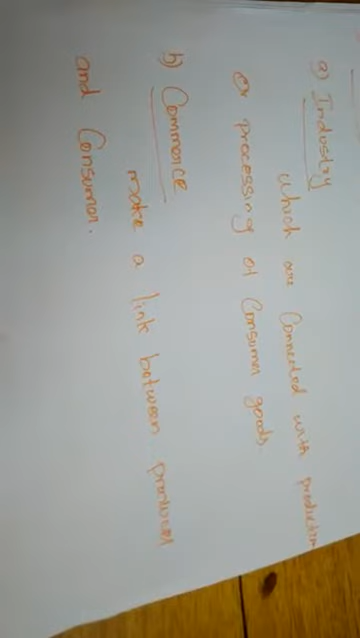 a) Industry
which are Connected with production
or processing of Consumer goods.
b) Commerce
make a link between producer
and Consumer.